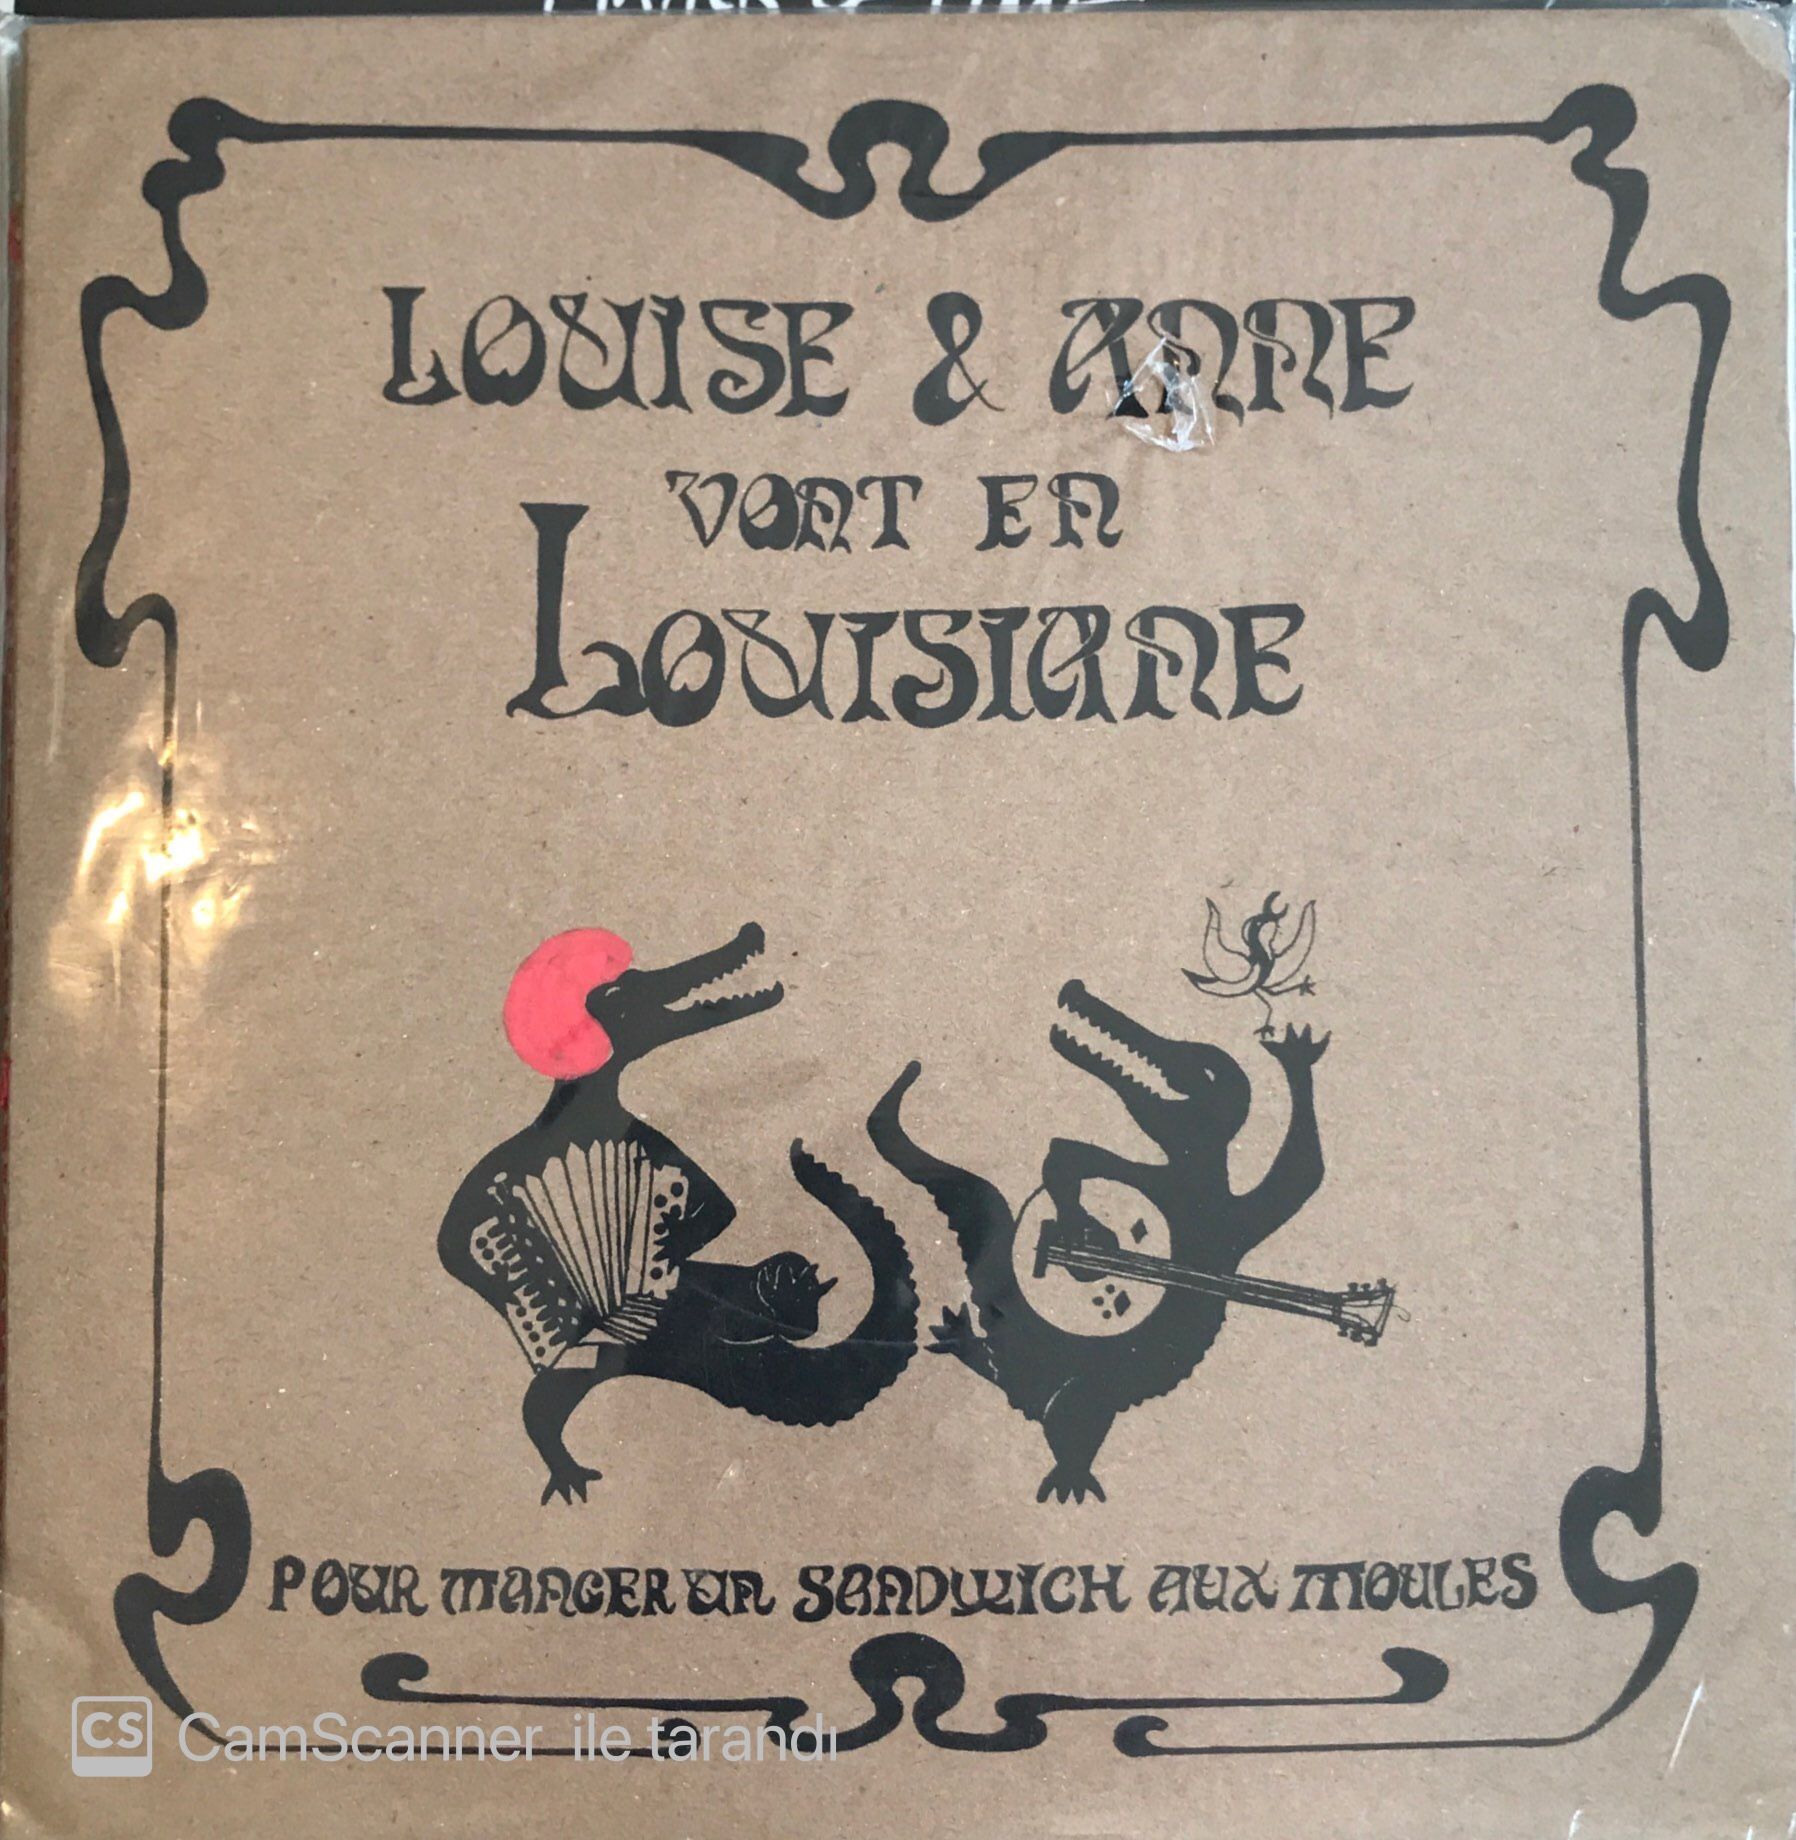 LOUISE & ANNE
VONT EN
LOUISIANE
POUR MANGER UN SANDWICH AUX MOULES
CS CamScanner ile tarandı